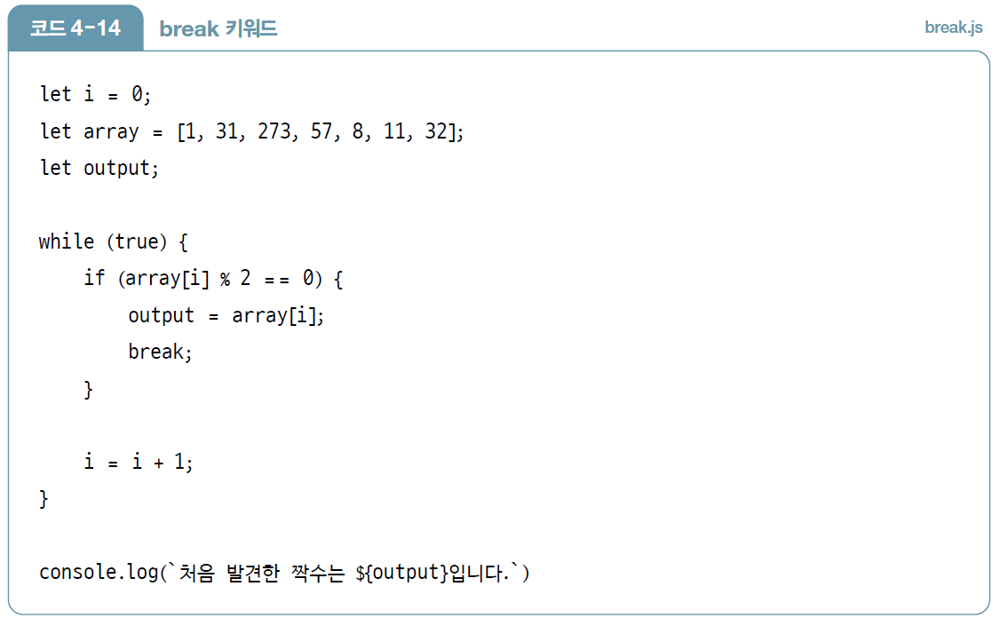 코드 4-14 break 키워드 break.js
let i = 0;
let array = [1, 31, 273, 57, 8, 11, 32];
let output;
while (true) {
    if (array[i] % 2 == 0) {
        output = array[i];
        break;
    }
    i = i + 1;
}
console.log(`처음 발견한 짝수는 ${output}입니다.`)